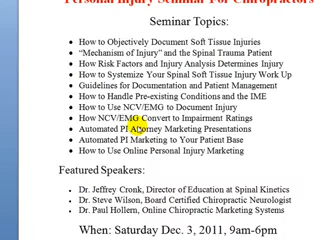 Personal Injury Seminar For Chiropractors
Seminar Topics:
• How to Objectively Document Soft Tissue Injuries
• “Mechanism of Injury” and the Spinal Trauma Patient
• How Risk Factors and Injury Analysis Determines Injury
• How to Systemize Your Spinal Soft Tissue Injury Work Up
• Guidelines for Documentation and Patient Management
• How to Handle Pre-existing Conditions and the IME
• How to Use NCV/EMG to Document Injury
• How NCV/EMG Convert to Impairment Ratings
• Automated PI Attorney Marketing Presentations
• Automated PI Marketing to Your Patient Base
• How to Use Online Personal Injury Marketing
Featured Speakers:
• Dr. Jeffrey Cronk, Director of Education at Spinal Kinetics
• Dr. Steve Wilson, Board Certified Chiropractic Neurologist
• Dr. Paul Hollern, Online Chiropractic Marketing Systems
When: Saturday Dec. 3, 2011, 9am-6pm